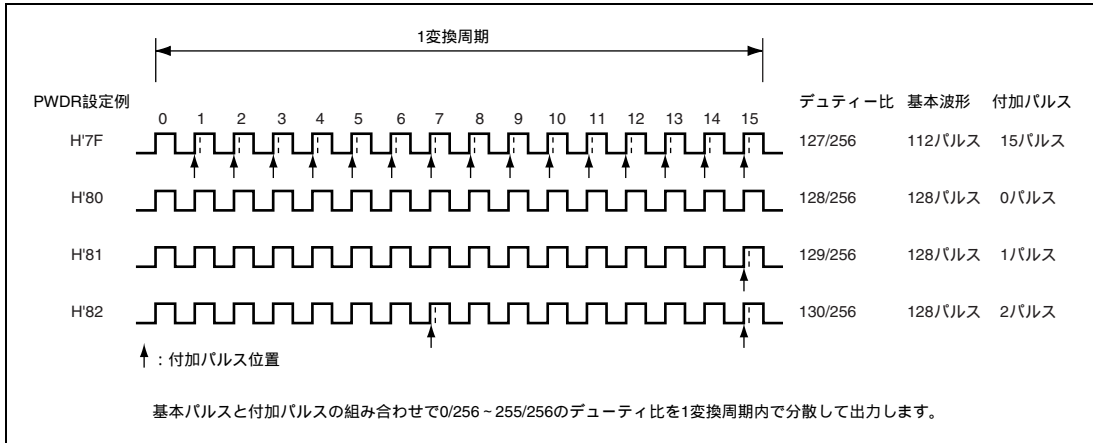 1変換周期
PWDR設定例 デュティー比 基本波形 付加パルス
0 1 2 3 4 5 6 7 8 9 10 11 12 13 14 15
H'7F 127/256 112パルス 15パルス
H'80 128/256 128パルス 0パルス
H'81 129/256 128パルス 1パルス
H'82 130/256 128パルス 2パルス
：付加パルス位置
基本パルスと付加パルスの組み合わせで0/256～255/256のデューティ比を1変換周期内で分散して出力します。